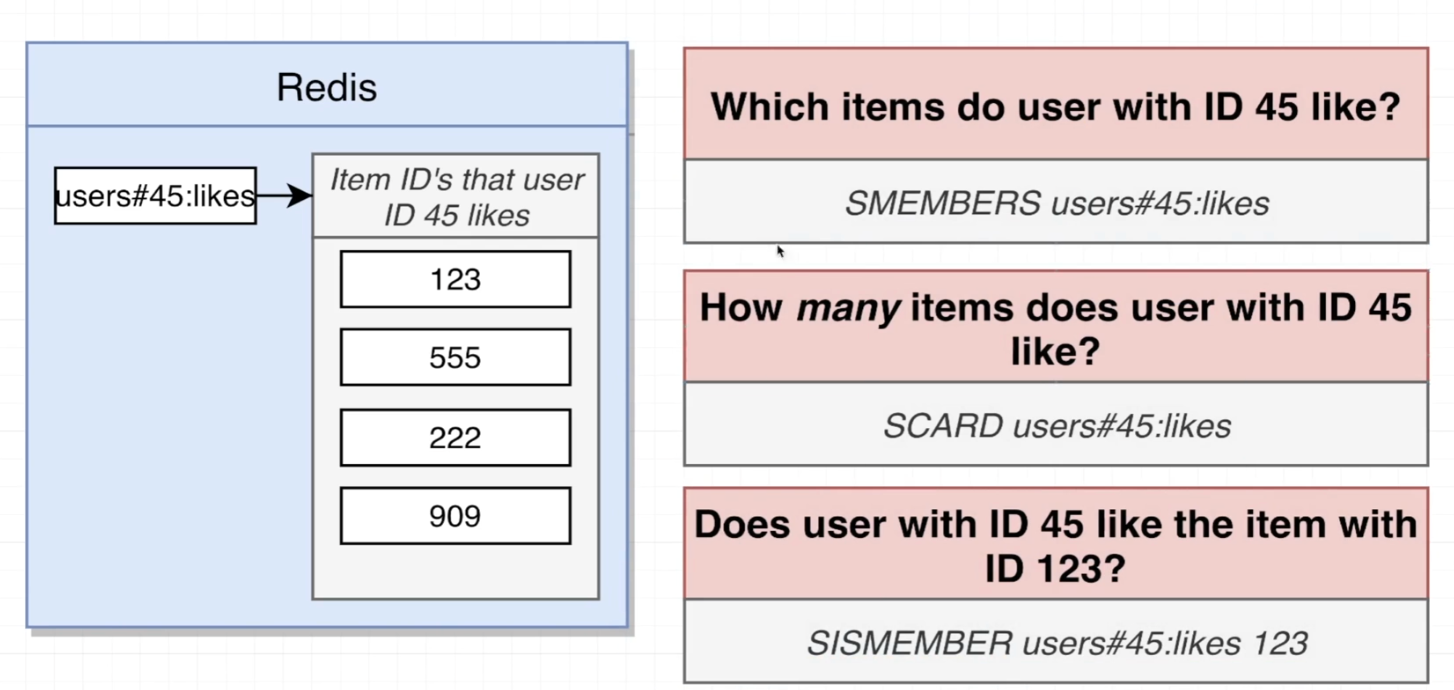 Redis
users#45:likes
Item ID's that user
ID 45 likes
123
555
222
909
Which items do user with ID 45 like?
SMEMBERS users#45:likes
How many items does user with ID 45
like?
SCARD users#45:likes
Does user with ID 45 like the item with
ID 123?
SISMEMBER users#45:likes 123